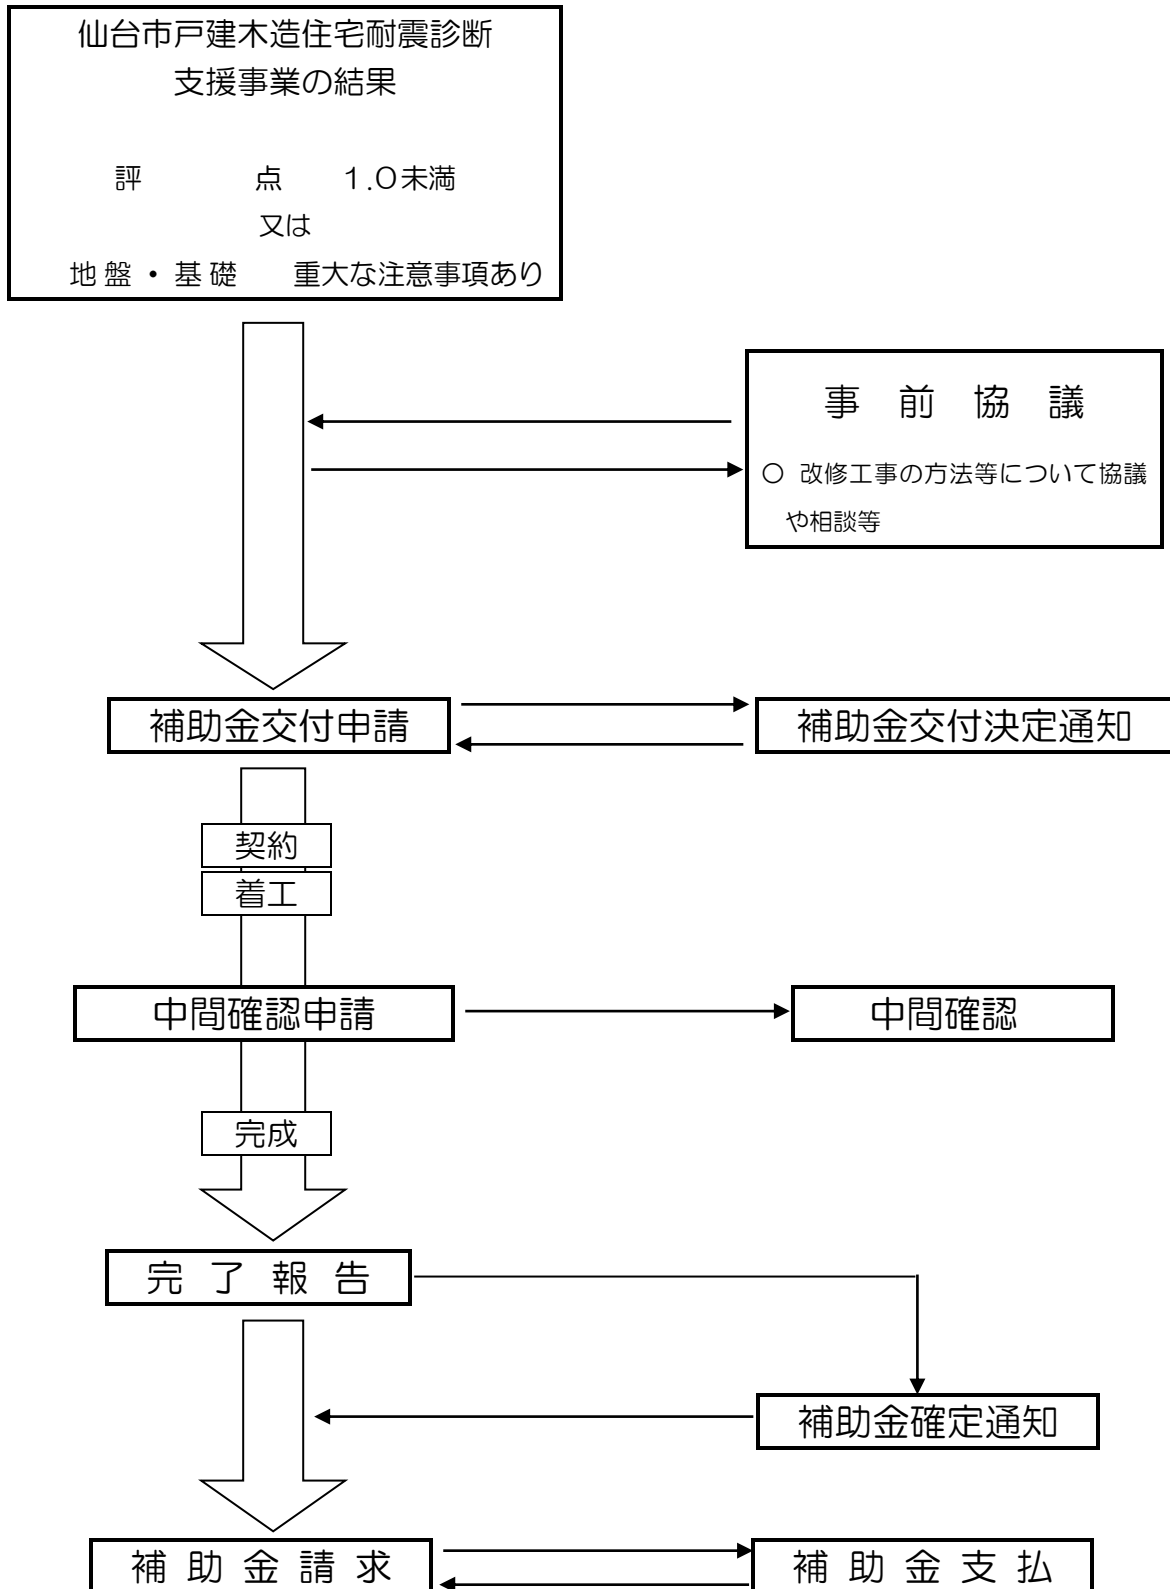 仙台市戸建木造住宅耐震診断
支援事業の結果
評　　　点　　1.0未満
又は
地盤・基礎　　重大な注意事項あり
事　前　協　議
○ 改修工事の方法等について協議
や相談等
補助金交付申請
補助金交付決定通知
契約
着工
中間確認申請
中間確認
完成
完 了 報 告
補助金確定通知
補 助 金 請 求
補 助 金 支 払